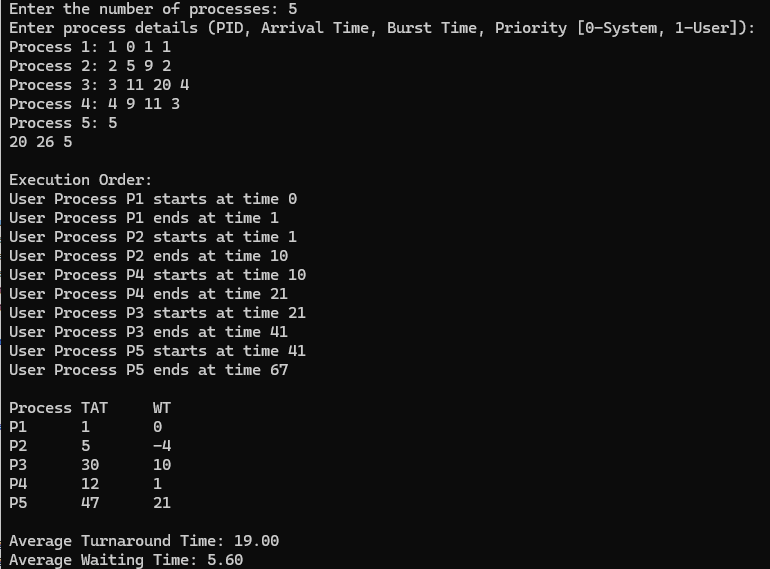 Enter the number of processes: 5
Enter process details (PID, Arrival Time, Burst Time, Priority [0-System, 1-User]):
Process 1: 1 0 1 1
Process 2: 2 5 9 2
Process 3: 3 11 20 4
Process 4: 4 9 11 3
Process 5: 5
20 26 5

Execution Order:
User Process P1 starts at time 0
User Process P1 ends at time 1
User Process P2 starts at time 1
User Process P2 ends at time 10
User Process P4 starts at time 10
User Process P4 ends at time 21
User Process P3 starts at time 21
User Process P3 ends at time 41
User Process P5 starts at time 41
User Process P5 ends at time 67

Process TAT     WT
P1      1       0
P2      5       -4
P3      30      10
P4      12      1
P5      47      21

Average Turnaround Time: 19.00
Average Waiting Time: 5.60